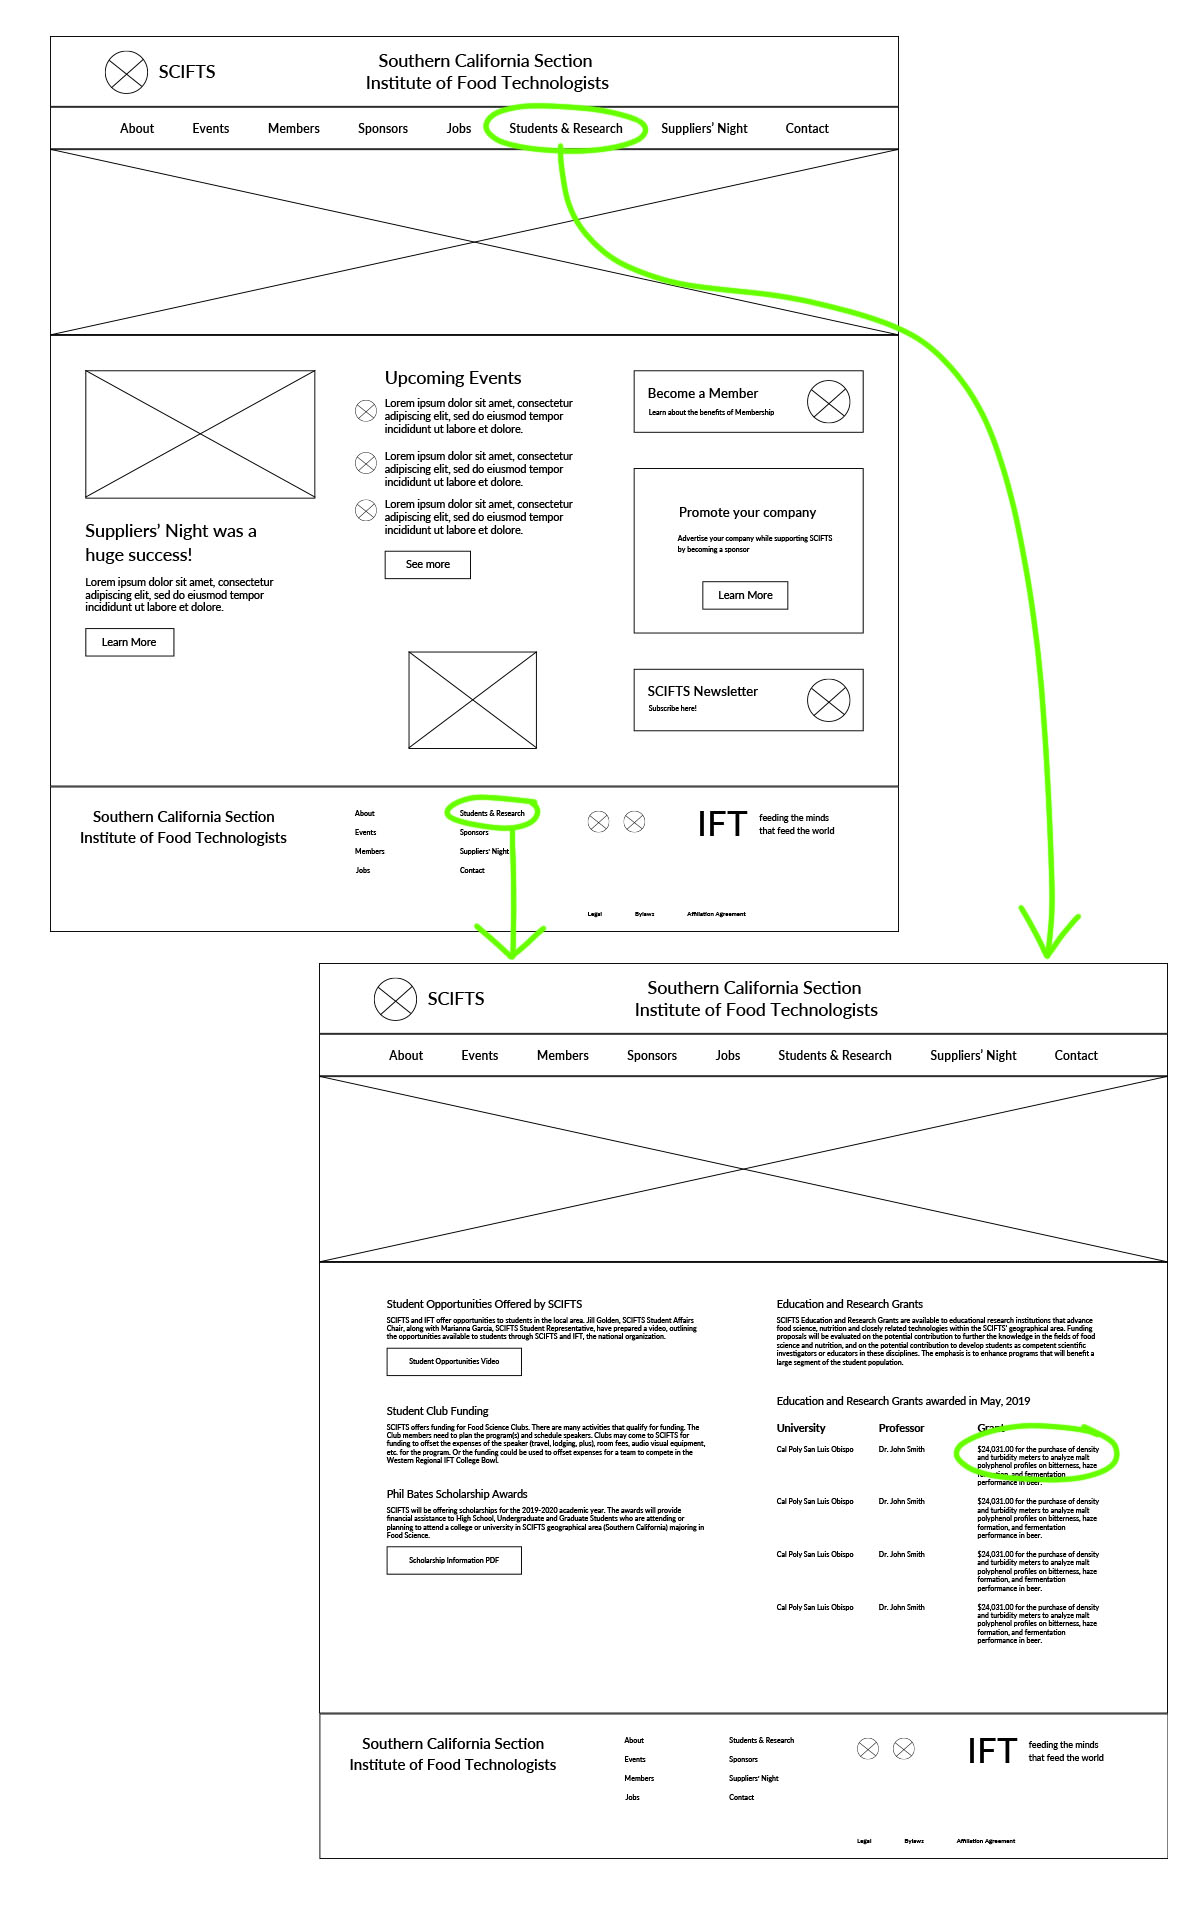 SCIFTS
Southern California Section
Institute of Food Technologists
About Events Members Sponsors Jobs Students & Research Suppliers' Night Contact
Suppliers' Night was a
huge success!
Lorem ipsum dolor sit amet, consectetur
adipiscing elit, sed do eiusmod tempor
incididunt ut labore et dolore.
Learn More
Upcoming Events
Lorem ipsum dolor sit amet, consectetur
adipiscing elit, sed do eiusmod tempor
incididunt ut labore et dolore.
Lorem ipsum dolor sit amet, consectetur
adipiscing elit, sed do eiusmod tempor
incididunt ut labore et dolore.
Lorem ipsum dolor sit amet, consectetur
adipiscing elit, sed do eiusmod tempor
incididunt ut labore et dolore.
See more
Become a Member
Learn about the benefits of Membership
Promote your company
Advertise your company while supporting SCIFTS
by becoming a sponsor
Learn More
SCIFTS Newsletter
Subscribe here!
Southern California Section
Institute of Food Technologists
About
Events
Members
Jobs
Students & Research
Sponsors
Suppliers' Night
Contact
IFT
feeding the minds
that feed the world
Legal Bylaws Affiliation Agreement
SCIFTS
Southern California Section
Institute of Food Technologists
About Events Members Sponsors Jobs Students & Research Suppliers' Night Contact
Student Opportunities Offered by SCIFTS
SCIFTS and IFT offer opportunities to students in the local area. Jill Golden, SCIFTS Student Affairs
Chair, along with Marianna Garcia, SCIFTS Student Representative, have prepared a video, outlining
the opportunities available to students through SCIFTS and IFT, the national organization.
Student Opportunities Video
Student Club Funding
SCIFTS offers funding for Food Science Clubs. There are many activities that qualify for funding. The
Club members need to plan the program(s) and schedule speakers. Clubs may come to SCIFTS for
funding to offset the expenses of the speaker (travel, lodging, plus), room fees, audio visual equipment,
etc. for the program. Or the funding could be used to offset expenses for a team to compete in the
Western Regional IFT College Bowl.
Phil Bates Scholarship Awards
SCIFTS will be offering scholarships for the 2019-2020 academic year. The awards will provide
financial assistance to High School, Undergraduate and Graduate Students who are attending or
planning to attend a college or university in SCIFTS geographical area (Southern California) majoring in
Food Science.
Scholarship Information PDF
Education and Research Grants
SCIFTS Education and Research Grants are available to educational research institutions that advance
food science, nutrition and closely related technologies within the SCIFTS' geographical area. Funding
proposals will be evaluated on the potential contribution to further the knowledge in the fields of food
science and nutrition, and on the potential contribution to develop students as competent scientific
investigators or educators in these disciplines. The emphasis is to enhance programs that will benefit a
large segment of the student population.
Education and Research Grants awarded in May, 2019
University Professor Grant
Cal Poly San Luis Obispo Dr. John Smith $24,031.00 for the purchase of density
and turbidity meters to analyze malt
polyphenol profiles on bitterness, haze
formation, and fermentation
performance in beer.
Cal Poly San Luis Obispo Dr. John Smith $24,031.00 for the purchase of density
and turbidity meters to analyze malt
polyphenol profiles on bitterness, haze
formation, and fermentation
performance in beer.
Cal Poly San Luis Obispo Dr. John Smith $24,031.00 for the purchase of density
and turbidity meters to analyze malt
polyphenol profiles on bitterness, haze
formation, and fermentation
performance in beer.
Cal Poly San Luis Obispo Dr. John Smith $24,031.00 for the purchase of density
and turbidity meters to analyze malt
polyphenol profiles on bitterness, haze
formation, and fermentation
performance in beer.
Southern California Section
Institute of Food Technologists
About
Events
Members
Jobs
Students & Research
Sponsors
Suppliers' Night
Contact
IFT
feeding the minds
that feed the world
Legal Bylaws Affiliation Agreement